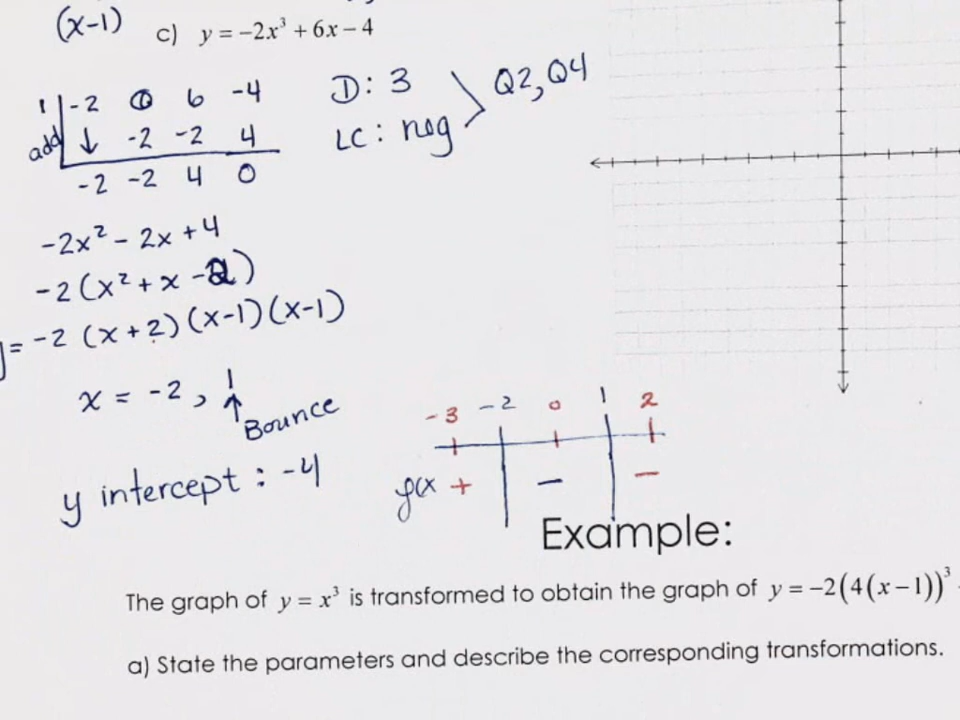 (x-1) c) y = -2x³ + 6x - 4
1 -2 0 6 -4 D: 3 Q2, Q4
add ↓ -2 -2 4 LC: neg
-2 -2 4 0
-2x² - 2x + 4
-2(x² + x - 2)
= -2 (x+2)(x-1)(x-1)
x = -2, 1
↑
Bounce
-3 -2 0 1 2
y intercept : -4
+ - -
Example:
The graph of y = x³ is transformed to obtain the graph of y = -2(4(x-1))³
a) State the parameters and describe the corresponding transformations.